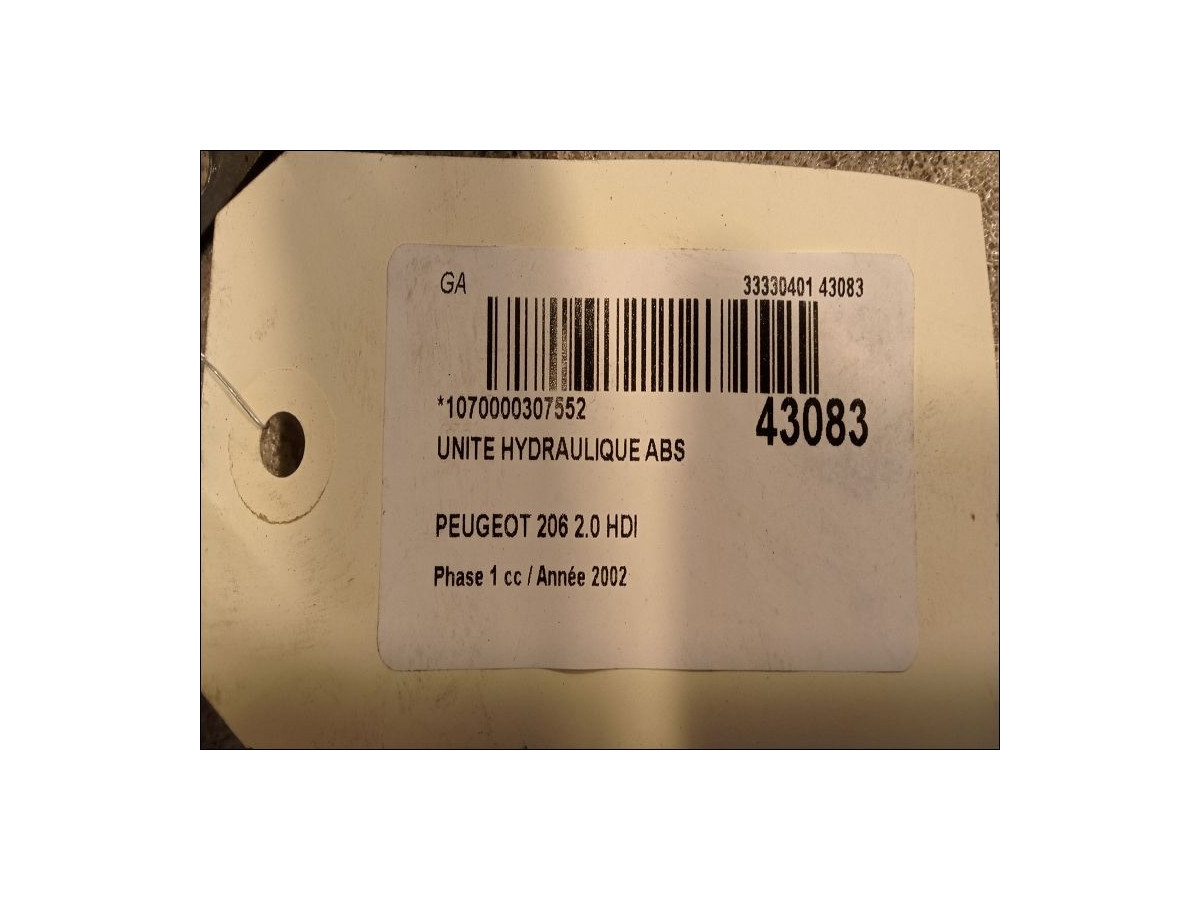 GA 33330401 43083
*1070000307552
43083
UNITE HYDRAULIQUE ABS
PEUGEOT 206 2.0 HDI
Phase 1 cc / Année 2002